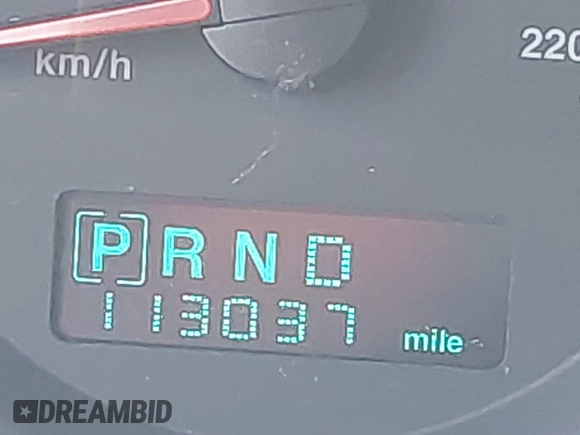 km/h
220
[P] R N D
113037 mile
DREAMBID